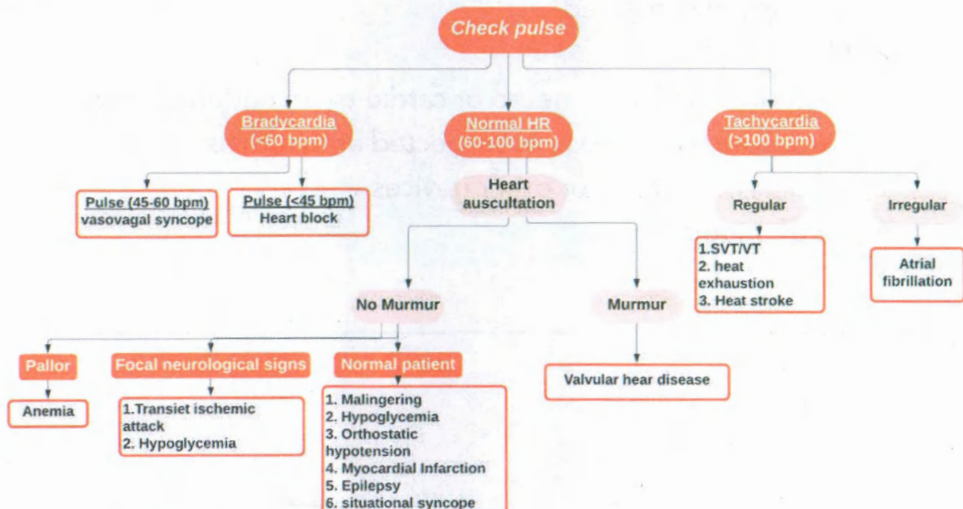 Check pulse
Bradycardia
(<60 bpm)
Normal HR
(60-100 bpm)
Tachycardia
(>100 bpm)
Pulse (45-60 bpm)
vasovagal syncope
Pulse (<45 bpm)
Heart block
Heart
auscultation
Regular
Irregular
1.SVT/VT
2. heat
exhaustion
3. Heat stroke
Atrial
fibrillation
No Murmur
Murmur
Pallor
Focal neurological signs
Normal patient
Valvular hear disease
Anemia
1.Transiet ischemic
attack
2. Hypoglycemia
1. Malingering
2. Hypoglycemia
3. Orthostatic
hypotension
4. Myocardial Infarction
5. Epilepsy
6. situational syncope